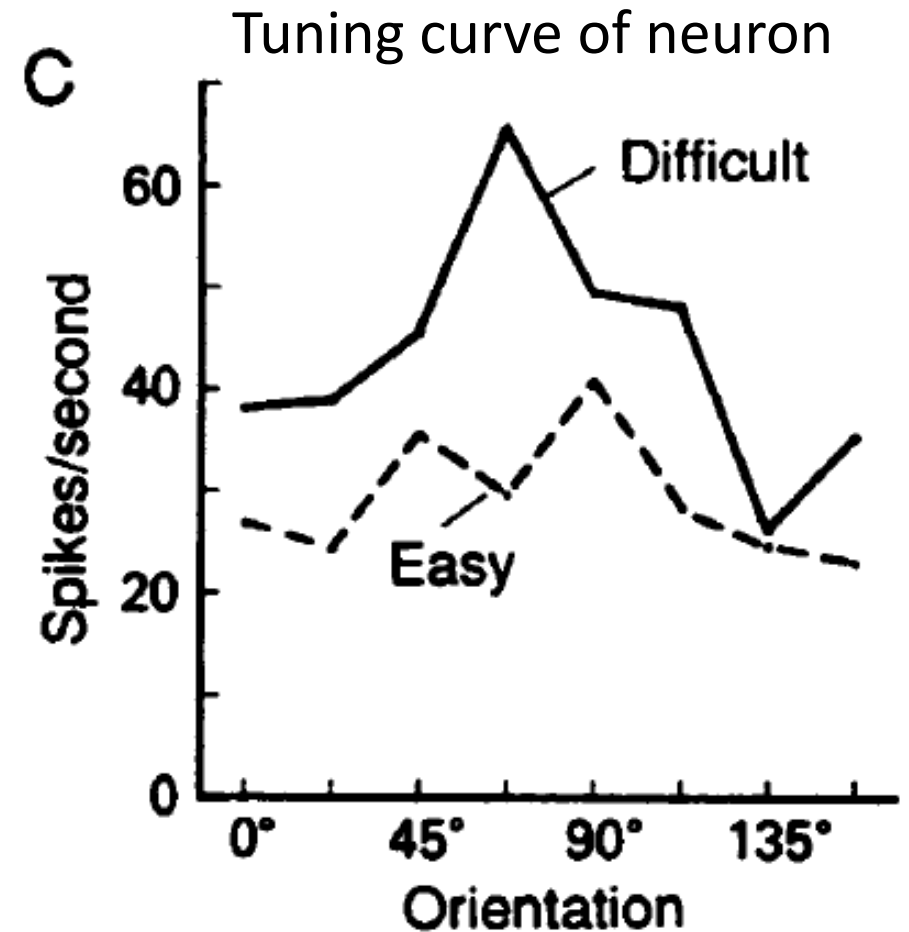 Tuning curve of neuron
C
Difficult
60
40
Easy
20
0
Spikes/second
0° 45° 90° 135°
Orientation